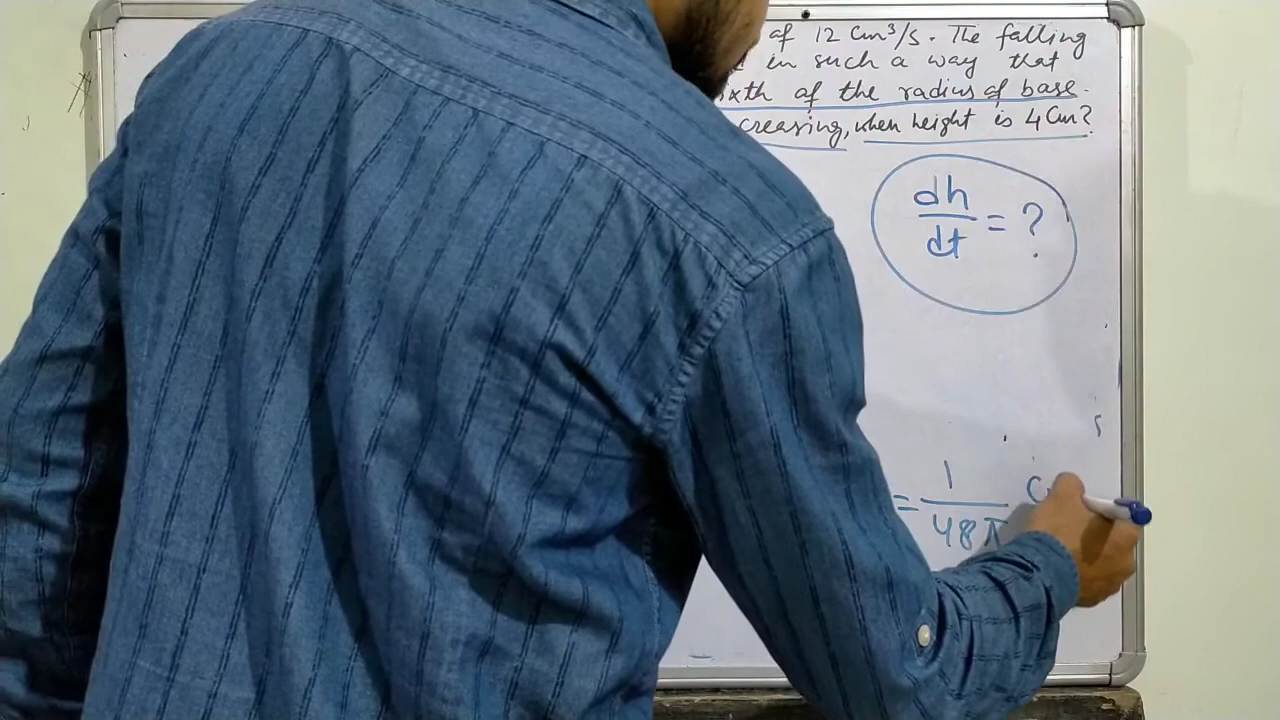 of 12 Cm³/s. The falling
in such a way that
xth of the radius of base.
creasing, when height is 4 Cm?
dh/dt = ?
= 1/48π